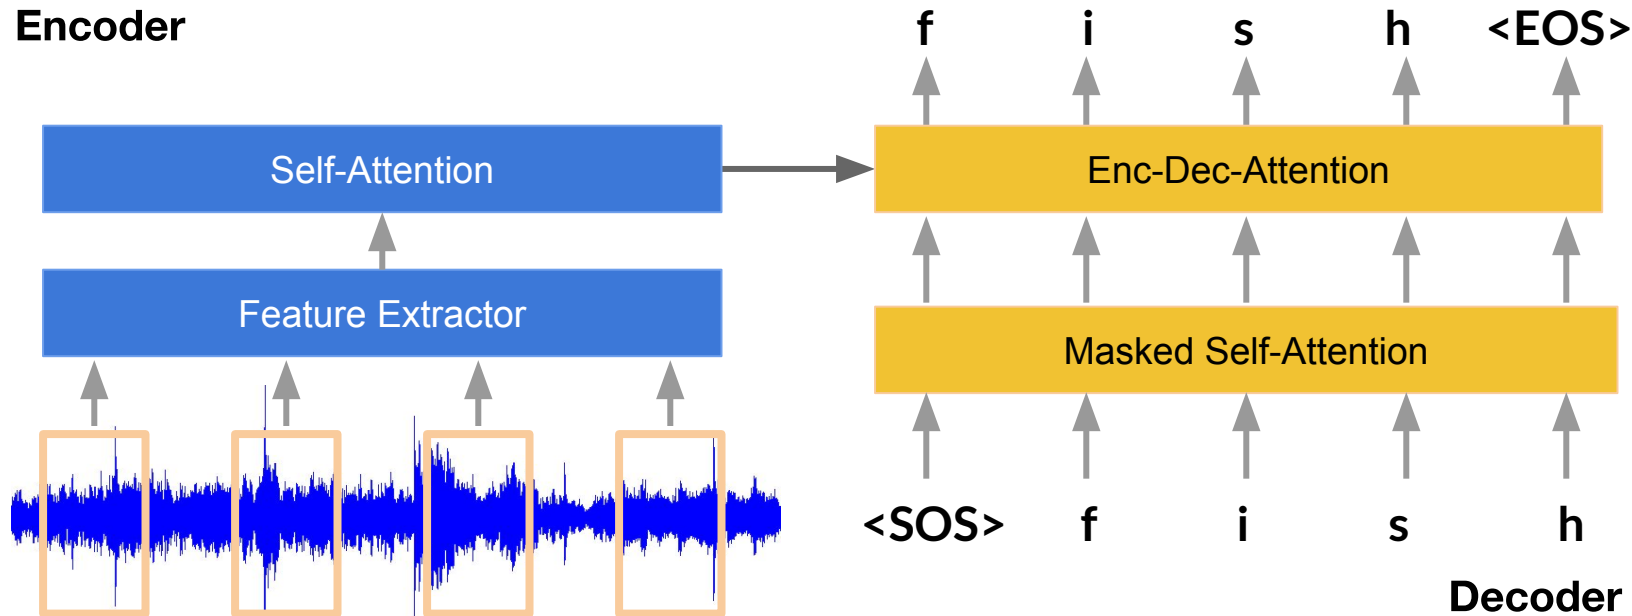 Encoder
f i s h <EOS>
Self-Attention
Enc-Dec-Attention
Feature Extractor
Masked Self-Attention
<SOS> f i s h
Decoder